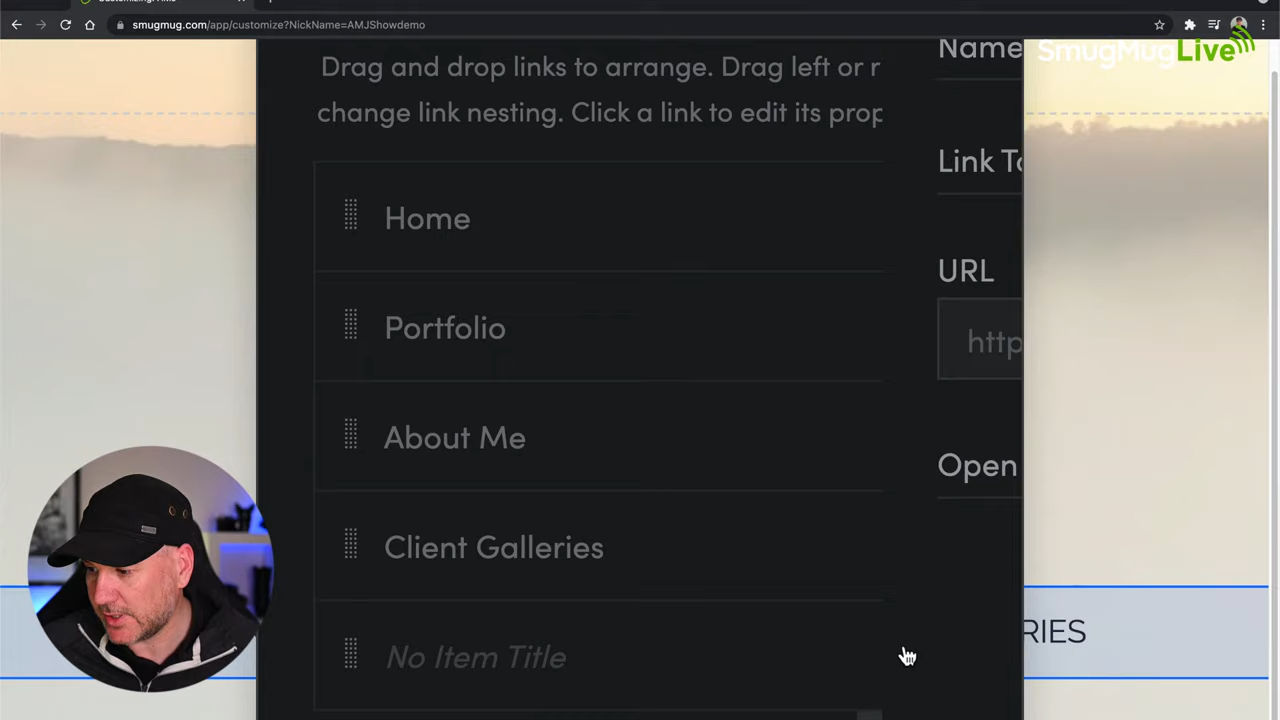 smugmug.com/app/customize?NickName=AMJShowdemo
SmugMugLive
Drag and drop links to arrange. Drag left or r
change link nesting. Click a link to edit its prop
Home
Portfolio
About Me
Client Galleries
No Item Title
Name
Link To
URL
http
Open
RIES